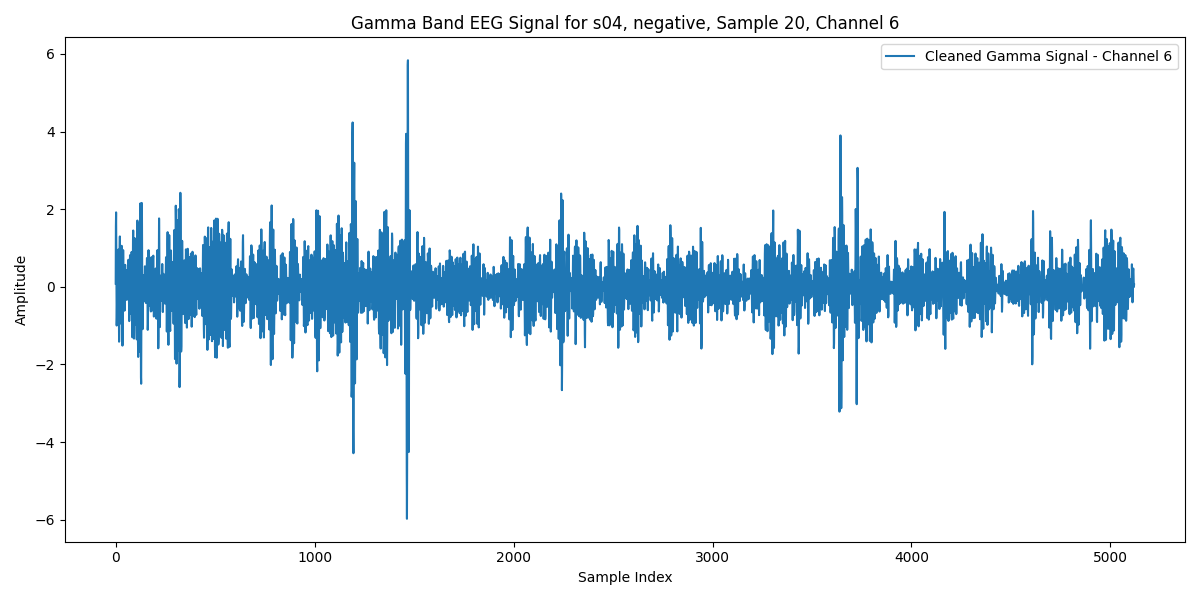 Gamma Band EEG Signal for s04, negative, Sample 20, Channel 6
Cleaned Gamma Signal - Channel 6
6
4
2
0
−2
−4
−6
Amplitude
0 1000 2000 3000 4000 5000
Sample Index